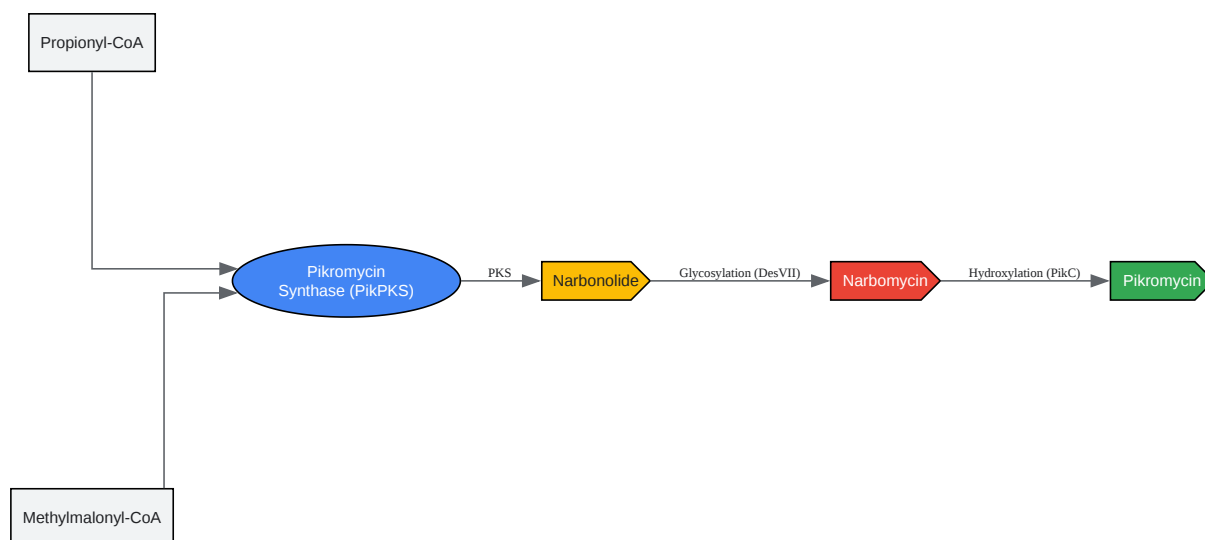 Propionyl-CoA
Pikromycin
Synthase (PikPKS)
PKS
Narbonolide
Glycosylation (DesVII)
Narbomycin
Hydroxylation (PikC)
Pikromycin
Methylmalonyl-CoA